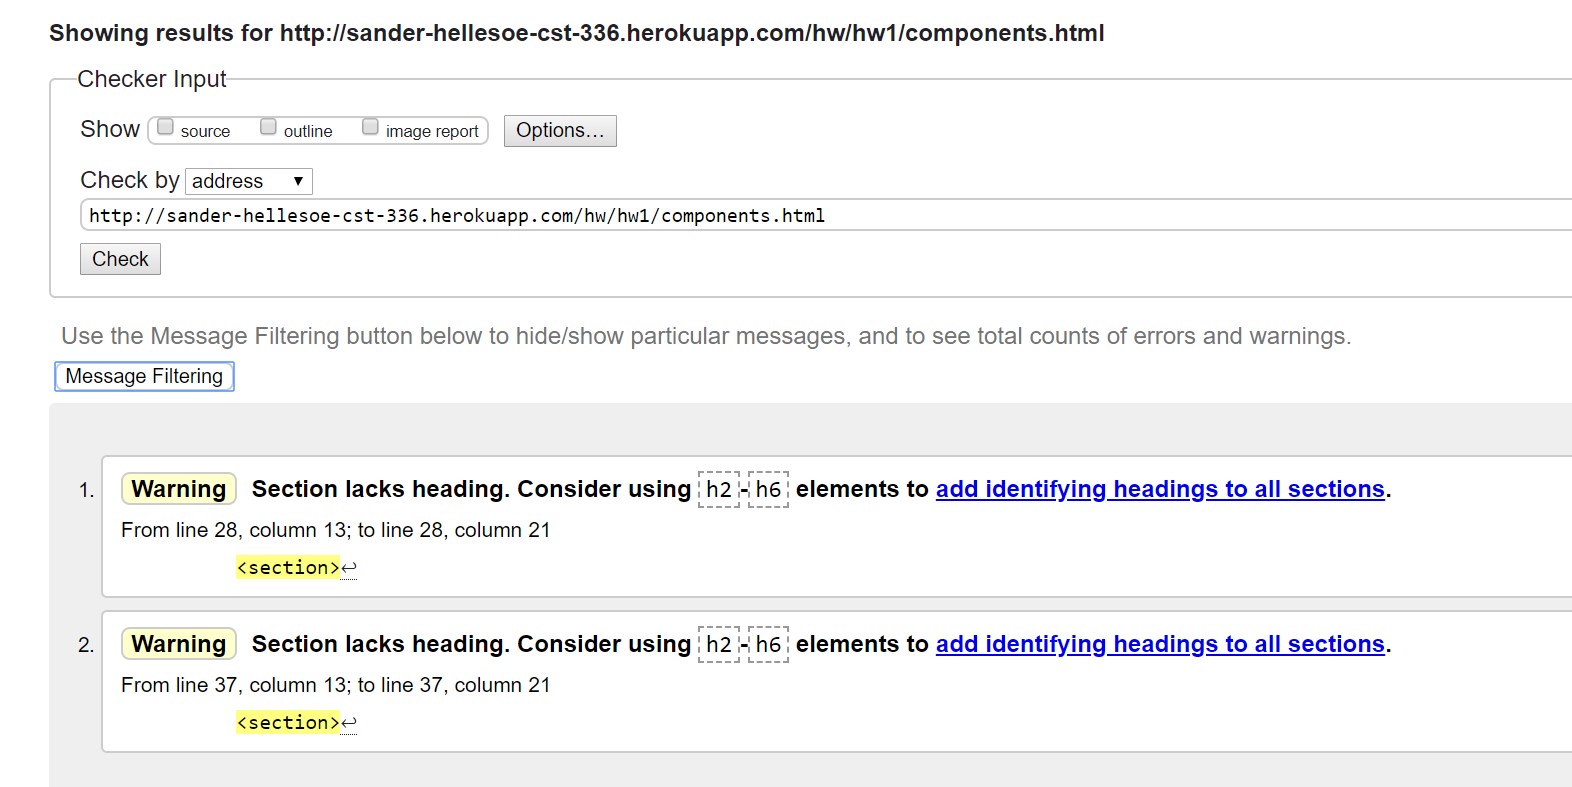 Showing results for http://sander-hellesoe-cst-336.herokuapp.com/hw/hw1/components.html
Checker Input
Show source outline image report Options...
Check by address
http://sander-hellesoe-cst-336.herokuapp.com/hw/hw1/components.html
Check
Use the Message Filtering button below to hide/show particular messages, and to see total counts of errors and warnings.
Message Filtering
1. Warning Section lacks heading. Consider using h2-h6 elements to add identifying headings to all sections.
From line 28, column 13; to line 28, column 21
<section>↩
2. Warning Section lacks heading. Consider using h2-h6 elements to add identifying headings to all sections.
From line 37, column 13; to line 37, column 21
<section>↩